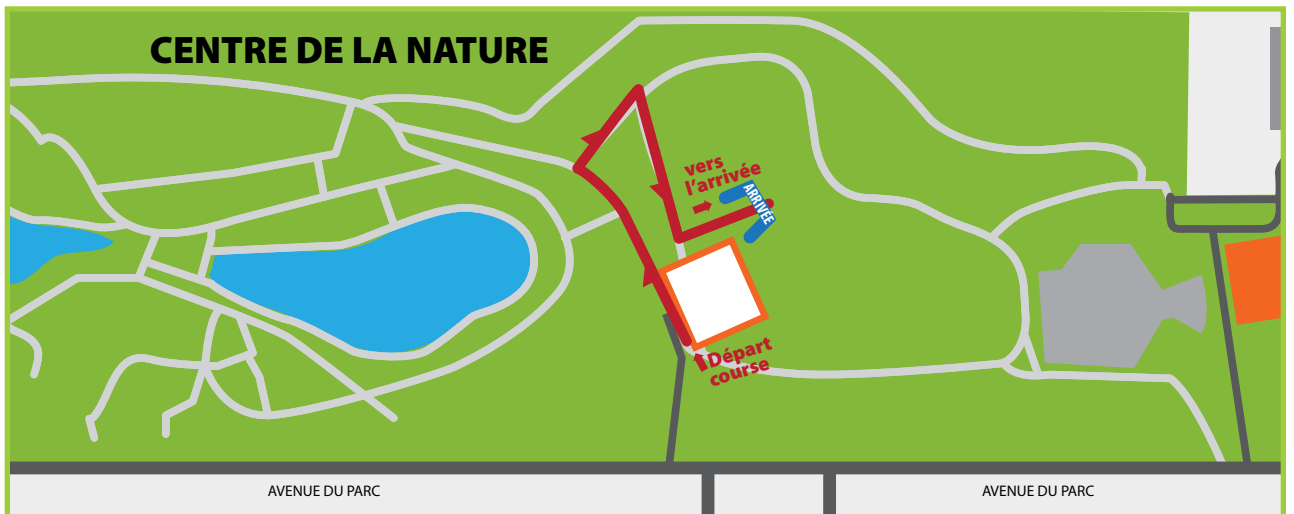 CENTRE DE LA NATURE
vers
l'arrivée
ARRIVÉE
Départ
course
AVENUE DU PARC
AVENUE DU PARC